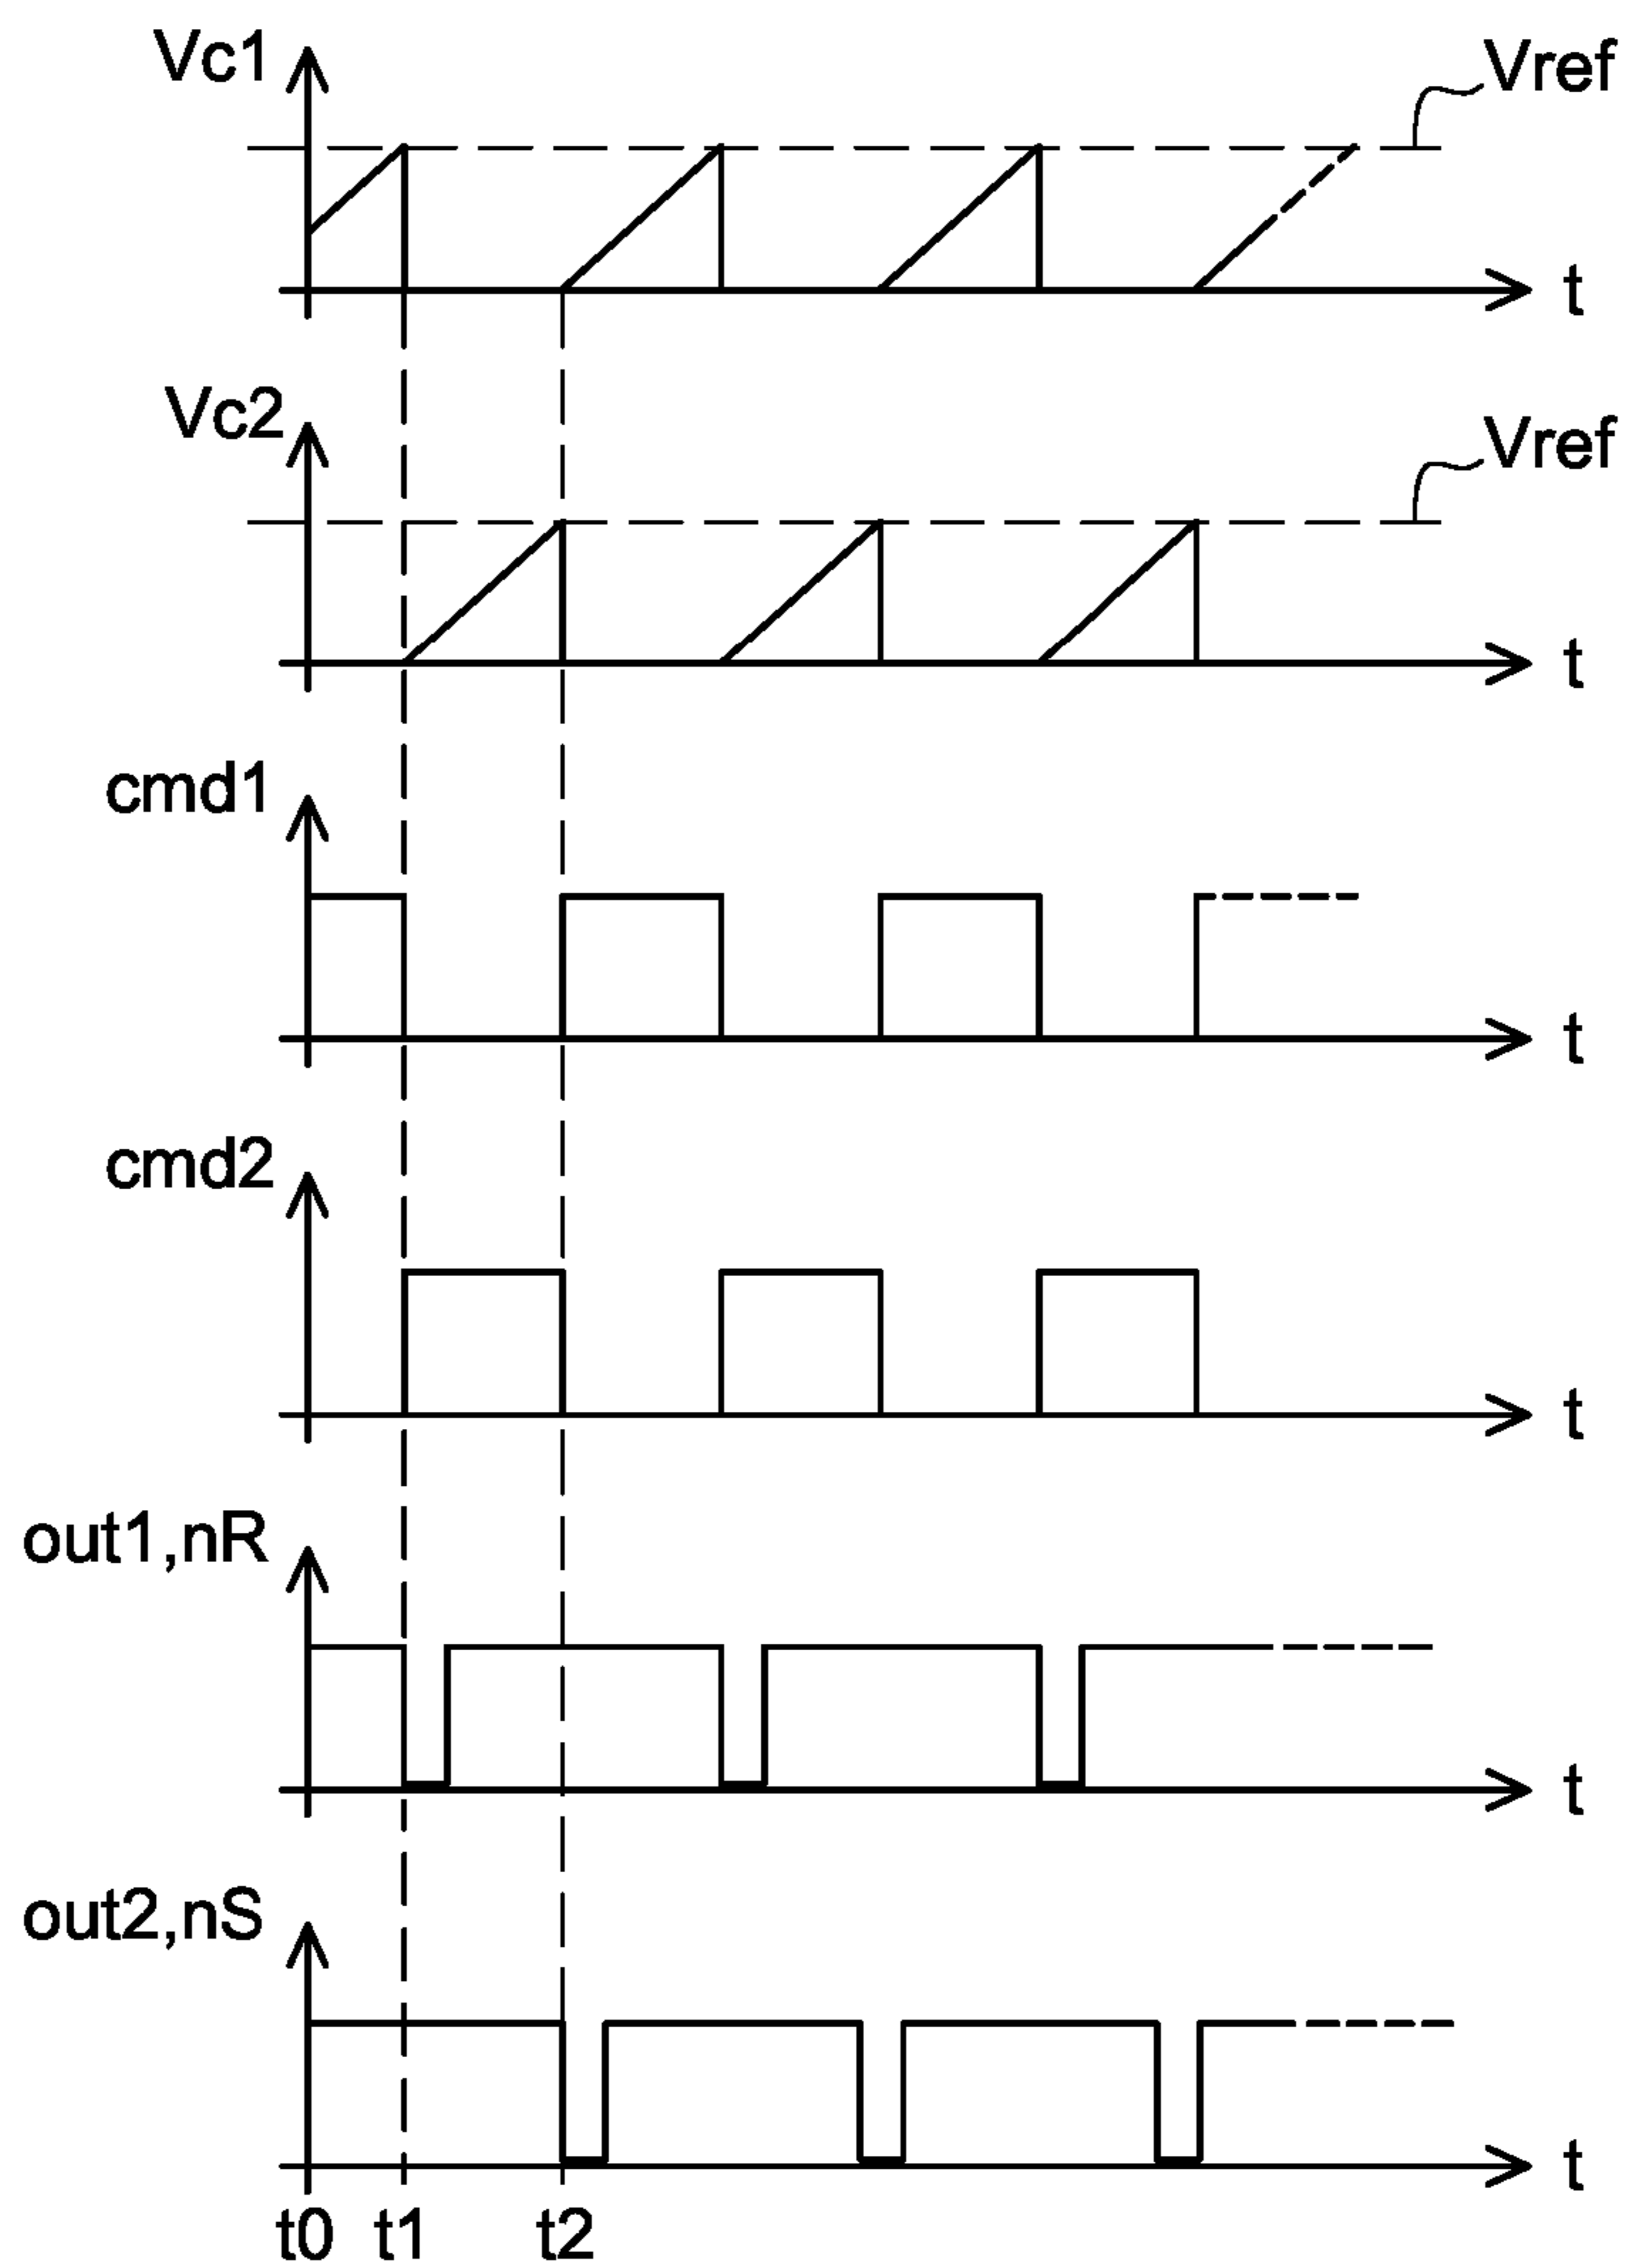 Vc1
Vref
t
Vc2
Vref
t
cmd1
t
cmd2
t
out1,nR
t
out2,nS
t
t0 t1 t2